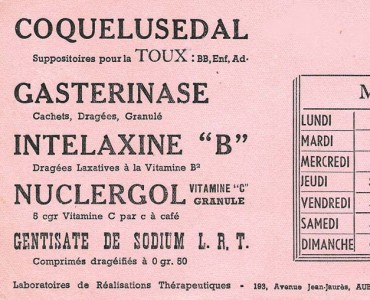 COQUELUSEDAL
Suppositoires pour la TOUX : BB, Enf, Ad·
GASTERINASE
Cachets, Dragées, Granulé
INTELAXINE "B"
Dragées Laxatives à la Vitamine B²
NUCLERGOL VITAMINE "C" GRANULE
5 cgr Vitamine C par c à café
GENTISATE DE SODIUM L. R. T.
Comprimés dragéifiés à 0 gr. 50
Laboratoires de Réalisations Thérapeutiques - 193, Avenue Jean-Jaurès, AUB
M
LUNDI
MARDI
MERCREDI
JEUDI
VENDREDI
SAMEDI
DIMANCHE